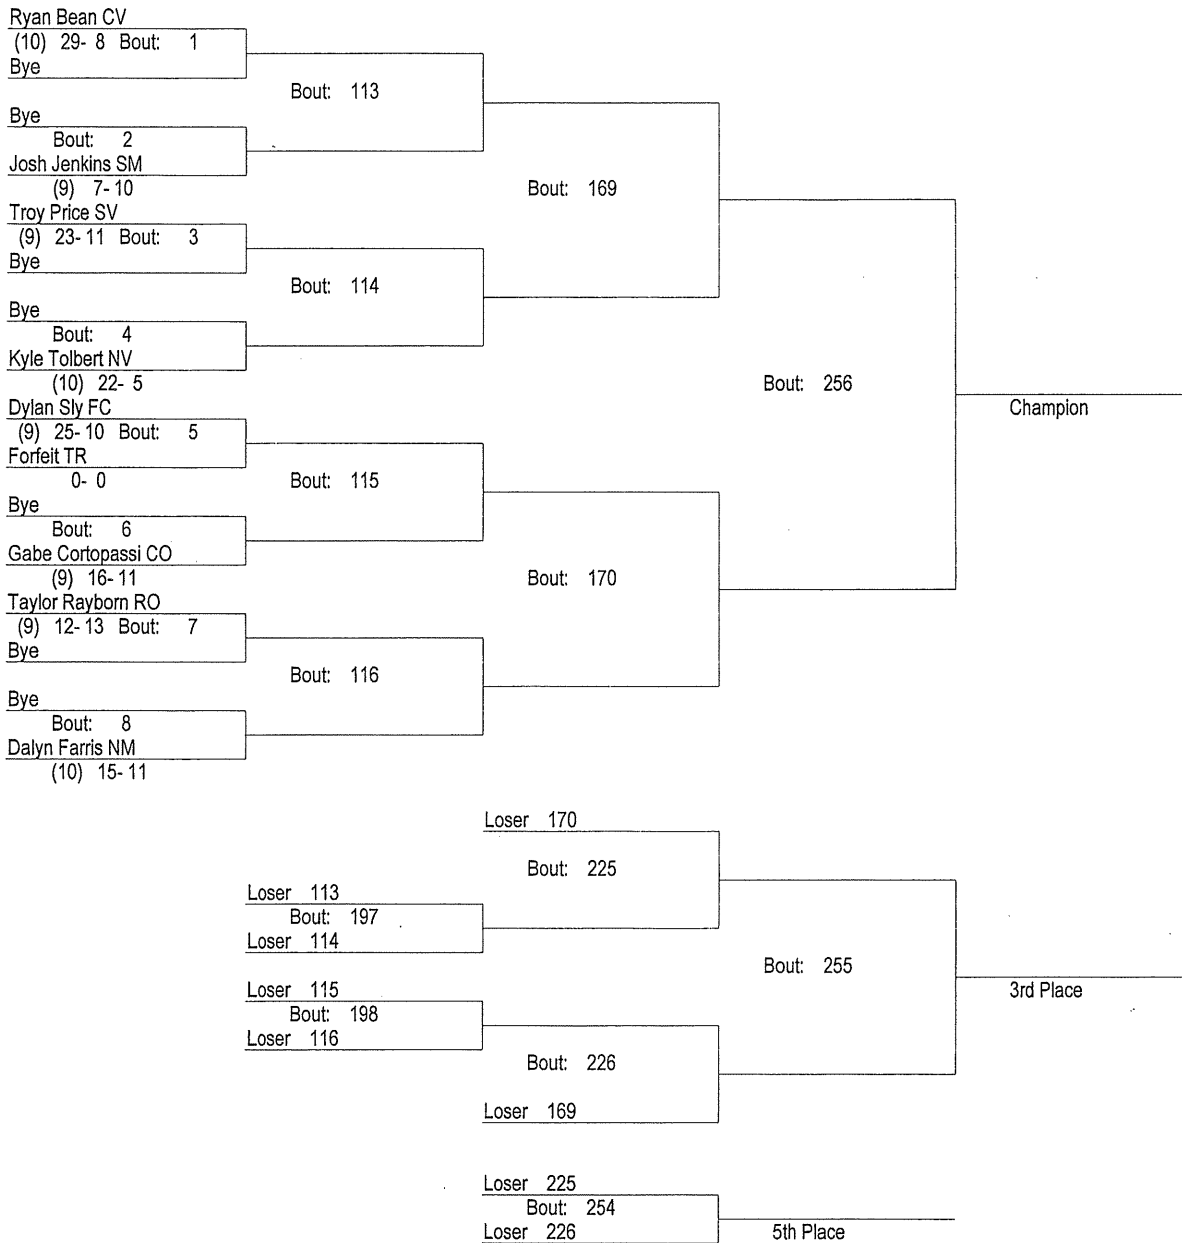 Ryan Bean CV
(10) 29- 8 Bout: 1
Bye
Bout: 113
Bye
Bout: 2
Josh Jenkins SM
(9) 7- 10
Bout: 169
Troy Price SV
(9) 23- 11 Bout: 3
Bye
Bout: 114
Bye
Bout: 4
Kyle Tolbert NV
(10) 22- 5
Bout: 256
Champion
Dylan Sly FC
(9) 25- 10 Bout: 5
Forfeit TR
0- 0
Bout: 115
Bye
Bout: 6
Gabe Cortopassi CO
(9) 16- 11
Bout: 170
Taylor Rayborn RO
(9) 12- 13 Bout: 7
Bye
Bout: 116
Bye
Bout: 8
Dalyn Farris NM
(10) 15- 11
Loser 170
Bout: 225
Loser 113
Bout: 197
Loser 114
Bout: 255
3rd Place
Loser 115
Bout: 198
Loser 116
Bout: 226
Loser 169
Loser 225
Bout: 254
Loser 226
5th Place